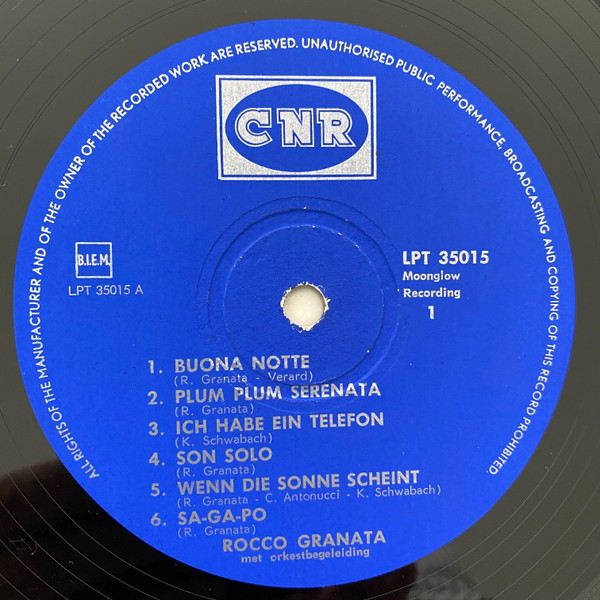 ALL RIGHTS OF THE MANUFACTURER AND OF THE OWNER OF THE RECORDED WORK ARE RESERVED. UNAUTHORISED PUBLIC PERFORMANCE, BROADCASTING AND COPYING OF THIS RECORD PROHIBITED.
CNR
B.I.E.M.
LPT 35015 A
LPT 35015
Moonglow
Recording
1
1. BUONA NOTTE
(R. Granata - Verard)
2. PLUM PLUM SERENATA
(R. Granata)
3. ICH HABE EIN TELEFON
(K. Schwabach)
4. SON SOLO
(R. Granata)
5. WENN DIE SONNE SCHEINT
(R. Granata - C. Antonucci - K. Schwabach)
6. SA-GA-PO
(R. Granata)
ROCCO GRANATA
met orkestbegeleiding